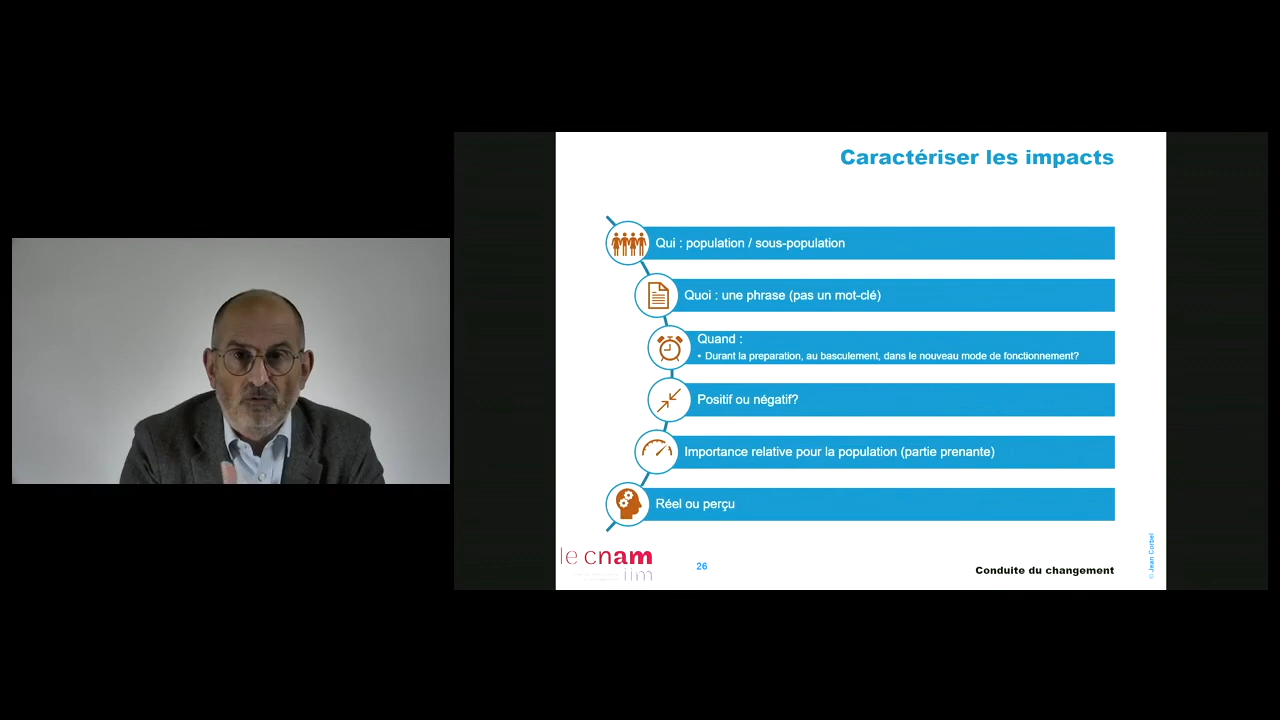 Caractériser les impacts
Qui : population / sous-population
Quoi : une phrase (pas un mot-clé)
Quand :
• Durant la preparation, au basculement, dans le nouveau mode de fonctionnement?
Positif ou négatif?
Importance relative pour la population (partie prenante)
Réel ou perçu
le cnam
iim
26
Conduite du changement
© Jean Corbel